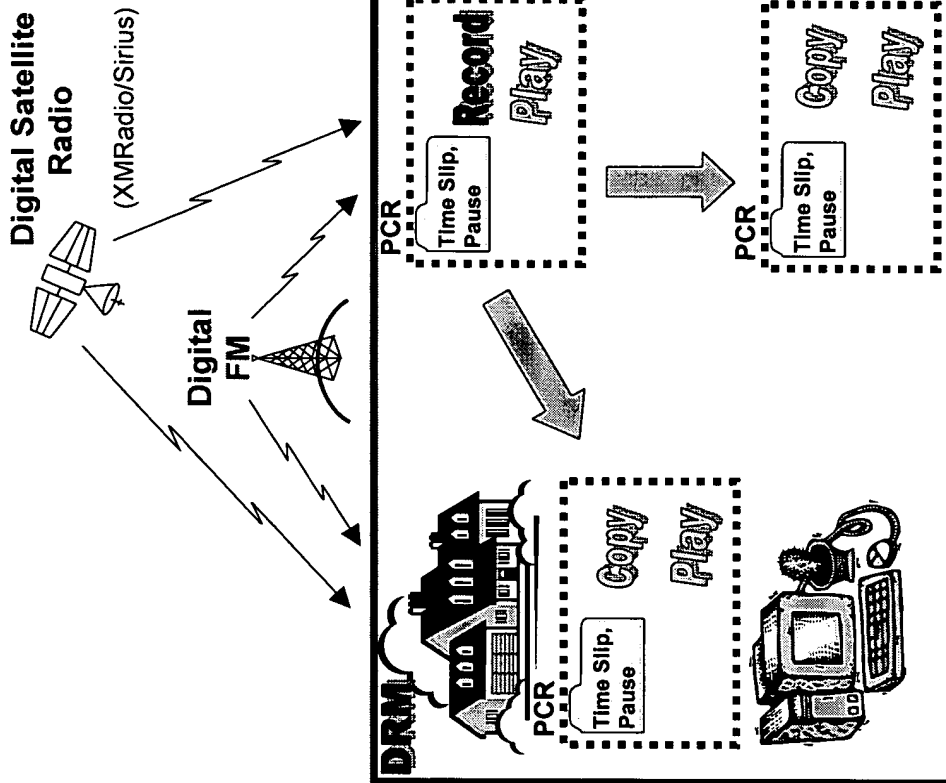 Digital Satellite
Radio
(XMRadio/Sirius)
Digital
FM
DRM
PCR
Time Slip,
Pause
Record
Play
PCR
Time Slip,
Pause
Copy
Play
PCR
Time Slip,
Pause
Copy
Play